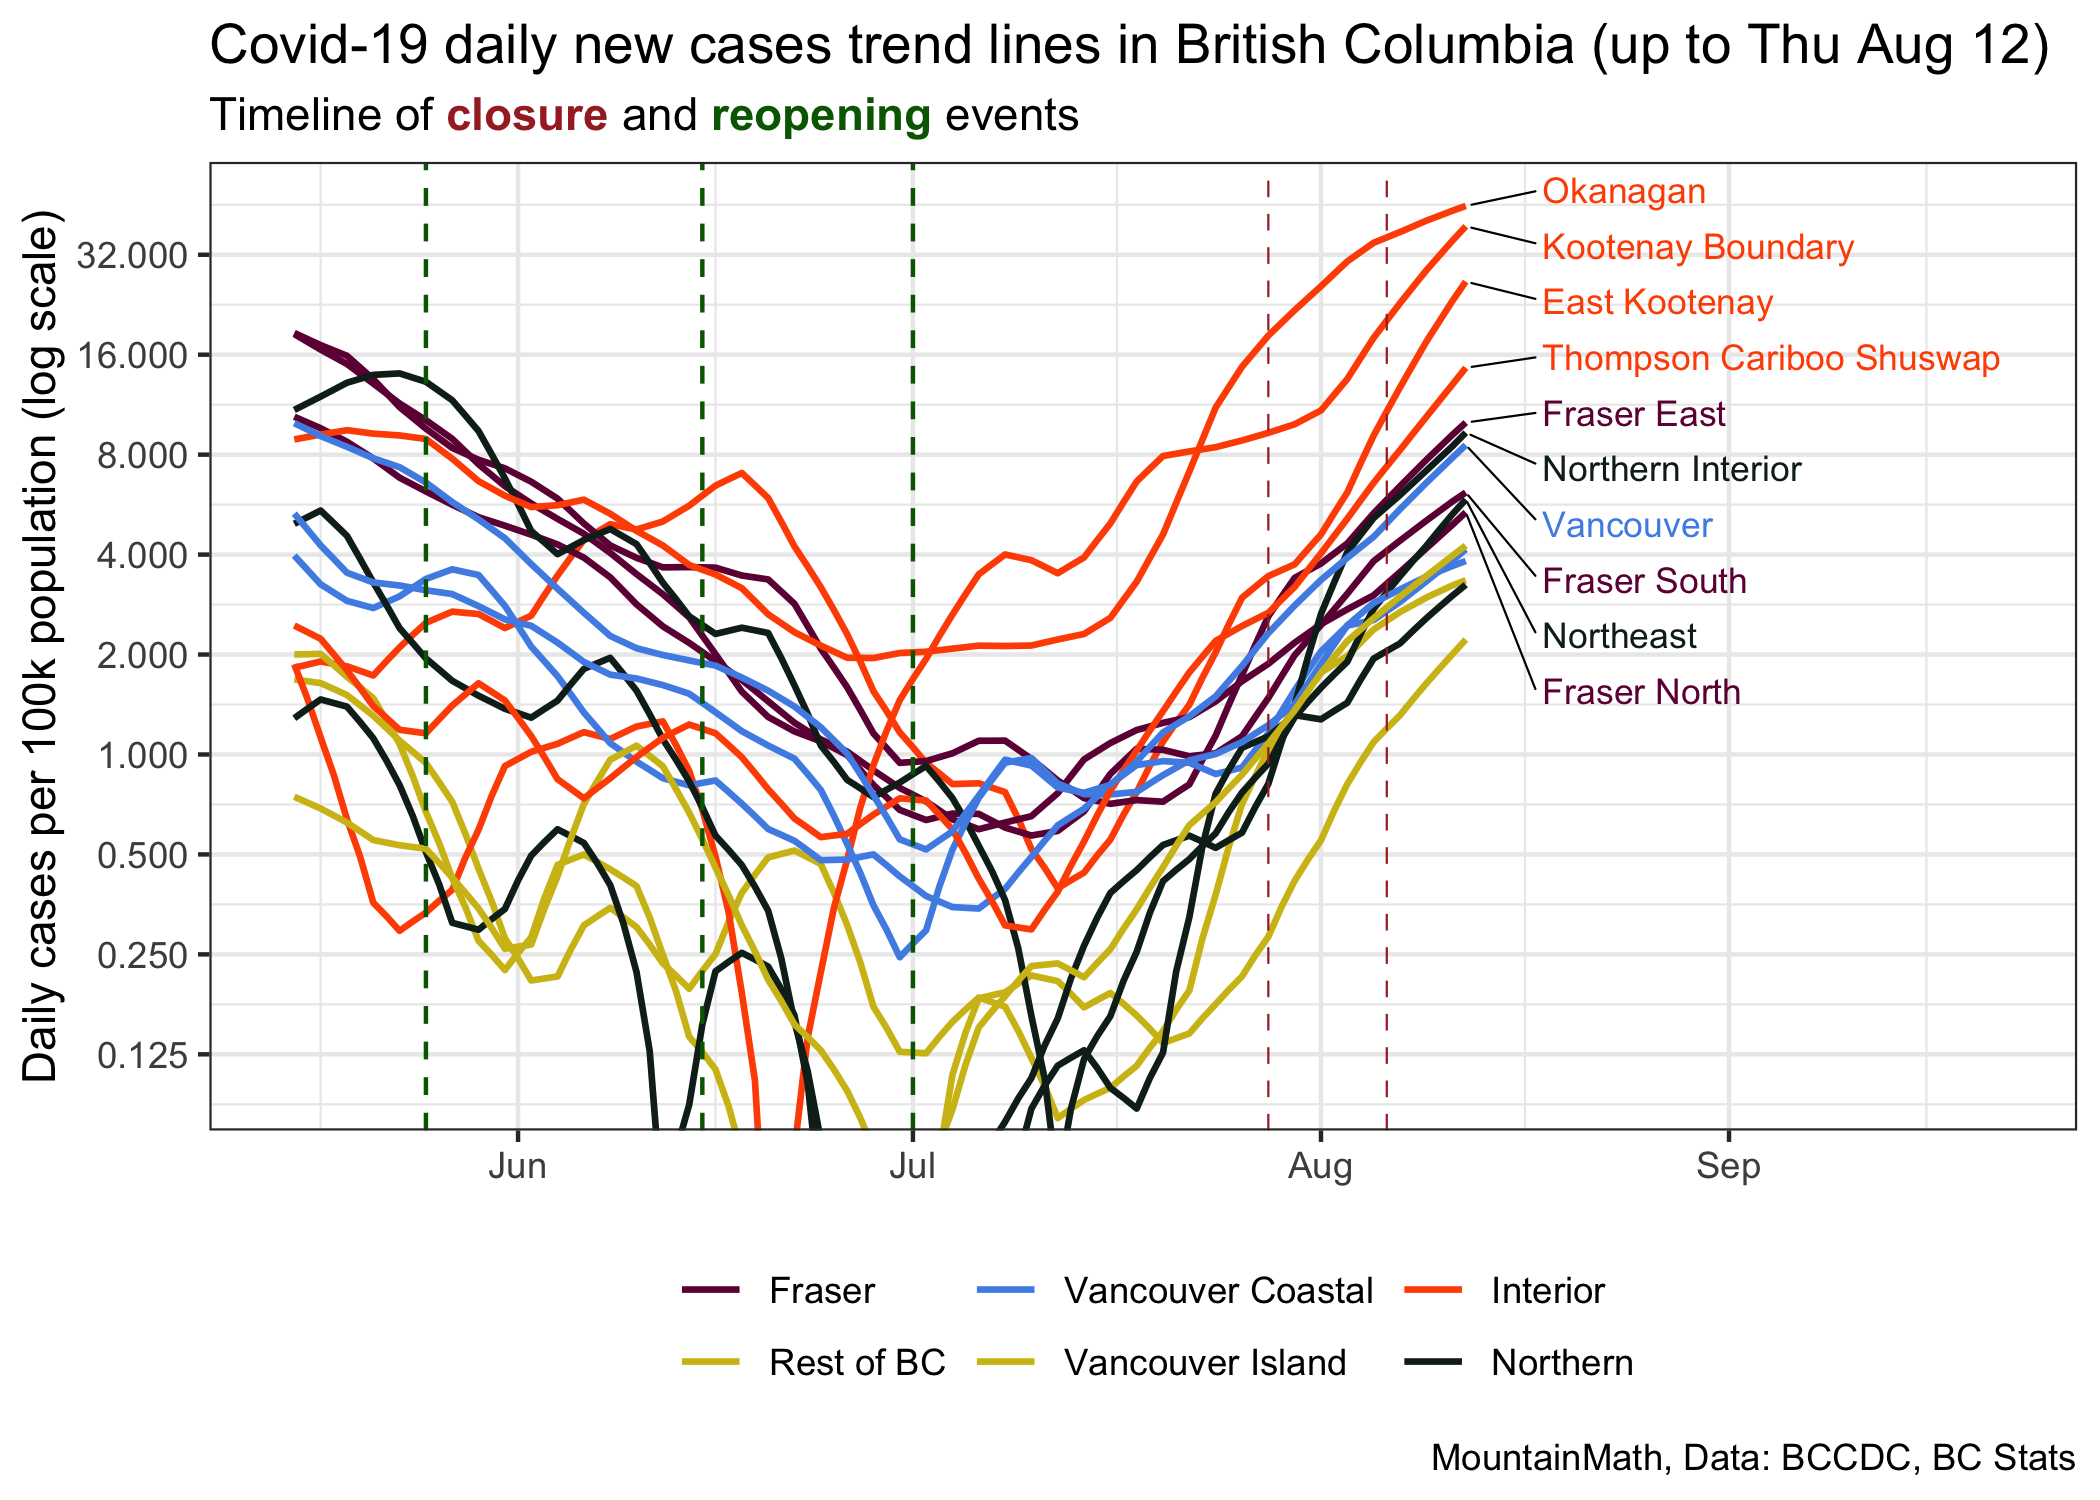 Covid-19 daily new cases trend lines in British Columbia (up to Thu Aug 12)
Timeline of closure and reopening events
Daily cases per 100k population (log scale)
32.000
16.000
8.000
4.000
2.000
1.000
0.500
0.250
0.125
Okanagan
Kootenay Boundary
East Kootenay
Thompson Cariboo Shuswap
Fraser East
Northern Interior
Vancouver
Fraser South
Northeast
Fraser North
Jun Jul Aug Sep
Fraser Vancouver Coastal Interior
Rest of BC Vancouver Island Northern
MountainMath, Data: BCCDC, BC Stats